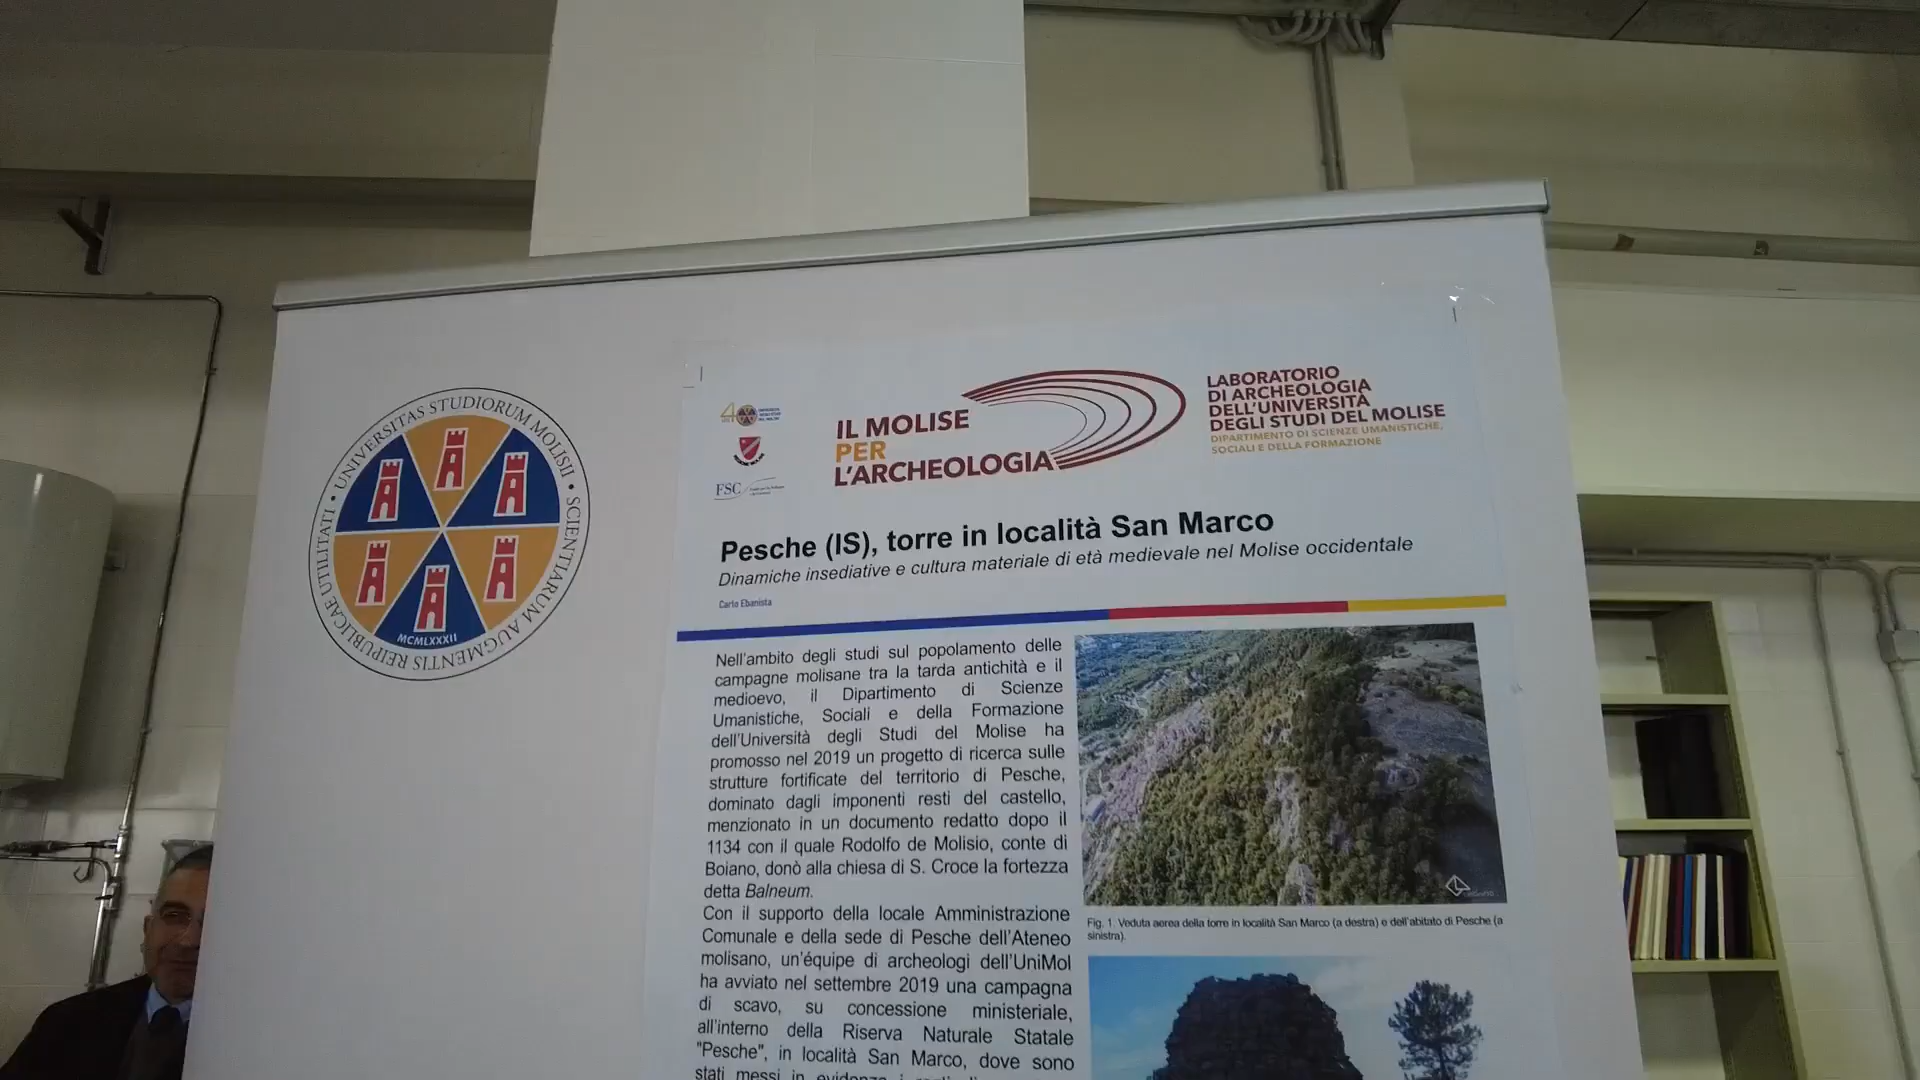 • UNIVERSITAS STUDIORUM MOLISII • SCIENTIARUM AUGMENTIS REIPUBLICAE UTILITATI
MCMLXXXII
40
FSC
IL MOLISE
PER
L'ARCHEOLOGIA
LABORATORIO
DI ARCHEOLOGIA
DELL'UNIVERSITÀ
DEGLI STUDI DEL MOLISE
DIPARTIMENTO DI SCIENZE UMANISTICHE,
SOCIALI E DELLA FORMAZIONE
Pesche (IS), torre in località San Marco
Dinamiche insediative e cultura materiale di età medievale nel Molise occidentale
Carlo Ebanista
Nell'ambito degli studi sul popolamento delle
campagne molisane tra la tarda antichità e il
medioevo, il Dipartimento di Scienze
Umanistiche, Sociali e della Formazione
dell'Università degli Studi del Molise ha
promosso nel 2019 un progetto di ricerca sulle
strutture fortificate del territorio di Pesche,
dominato dagli imponenti resti del castello,
menzionato in un documento redatto dopo il
1134 con il quale Rodolfo de Molisio, conte di
Boiano, donò alla chiesa di S. Croce la fortezza
detta Balneum.
Con il supporto della locale Amministrazione
Comunale e della sede di Pesche dell'Ateneo
molisano, un'équipe di archeologi dell'UniMol
ha avviato nel settembre 2019 una campagna
di scavo, su concessione ministeriale,
all'interno della Riserva Naturale Statale
"Pesche", in località San Marco, dove sono
stati messi in
Fig. 1. Veduta aerea della torre in località San Marco (a destra) e dell'abitato di Pesche (a
sinistra).